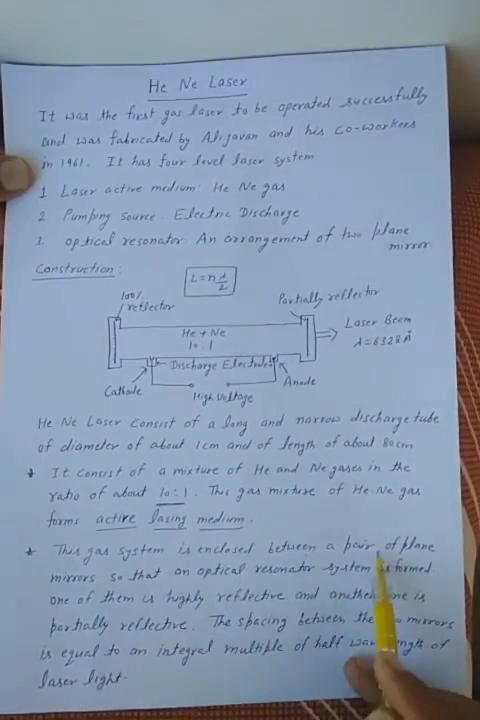 He Ne Laser
It was the first gas laser to be operated successfully
and was fabricated by Ali Javan and his co-workers
in 1961. It has four level laser system
1 Laser active medium: He Ne gas
2 Pumping source. Electric Discharge
3. optical resonator An arrangement of two plane
mirror
Construction:
L = n λ/2
100%
reflector
Partially reflector
He + Ne
10 : 1
Laser Beam
λ = 6328 Å
Discharge Electrodes
Cathode
Anode
High Voltage
He Ne Laser consist of a long and narrow discharge tube
of diameter of about 1cm and of length of about 80cm
* It consist of a mixture of He and Ne gases in the
ratio of about 10:1. This gas mixture of He Ne gas
forms active lasing medium.
* This gas system is enclosed between a pair of plane
mirrors so that an optical resonator system is formed.
one of them is highly reflective and another one is
partially reflective. The spacing between the two mirrors
is equal to an integral multiple of half wavelength of
laser light.